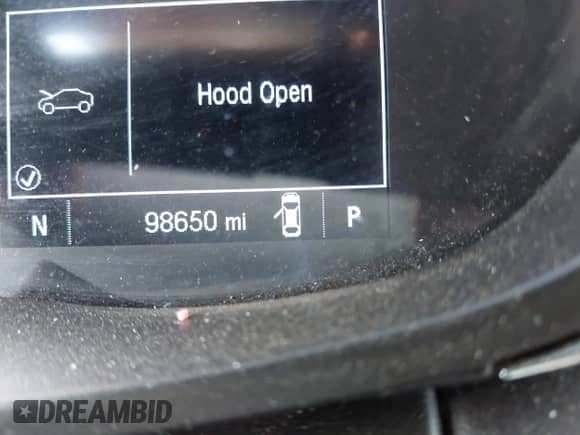 Hood Open
N 98650 mi P
DREAMBID